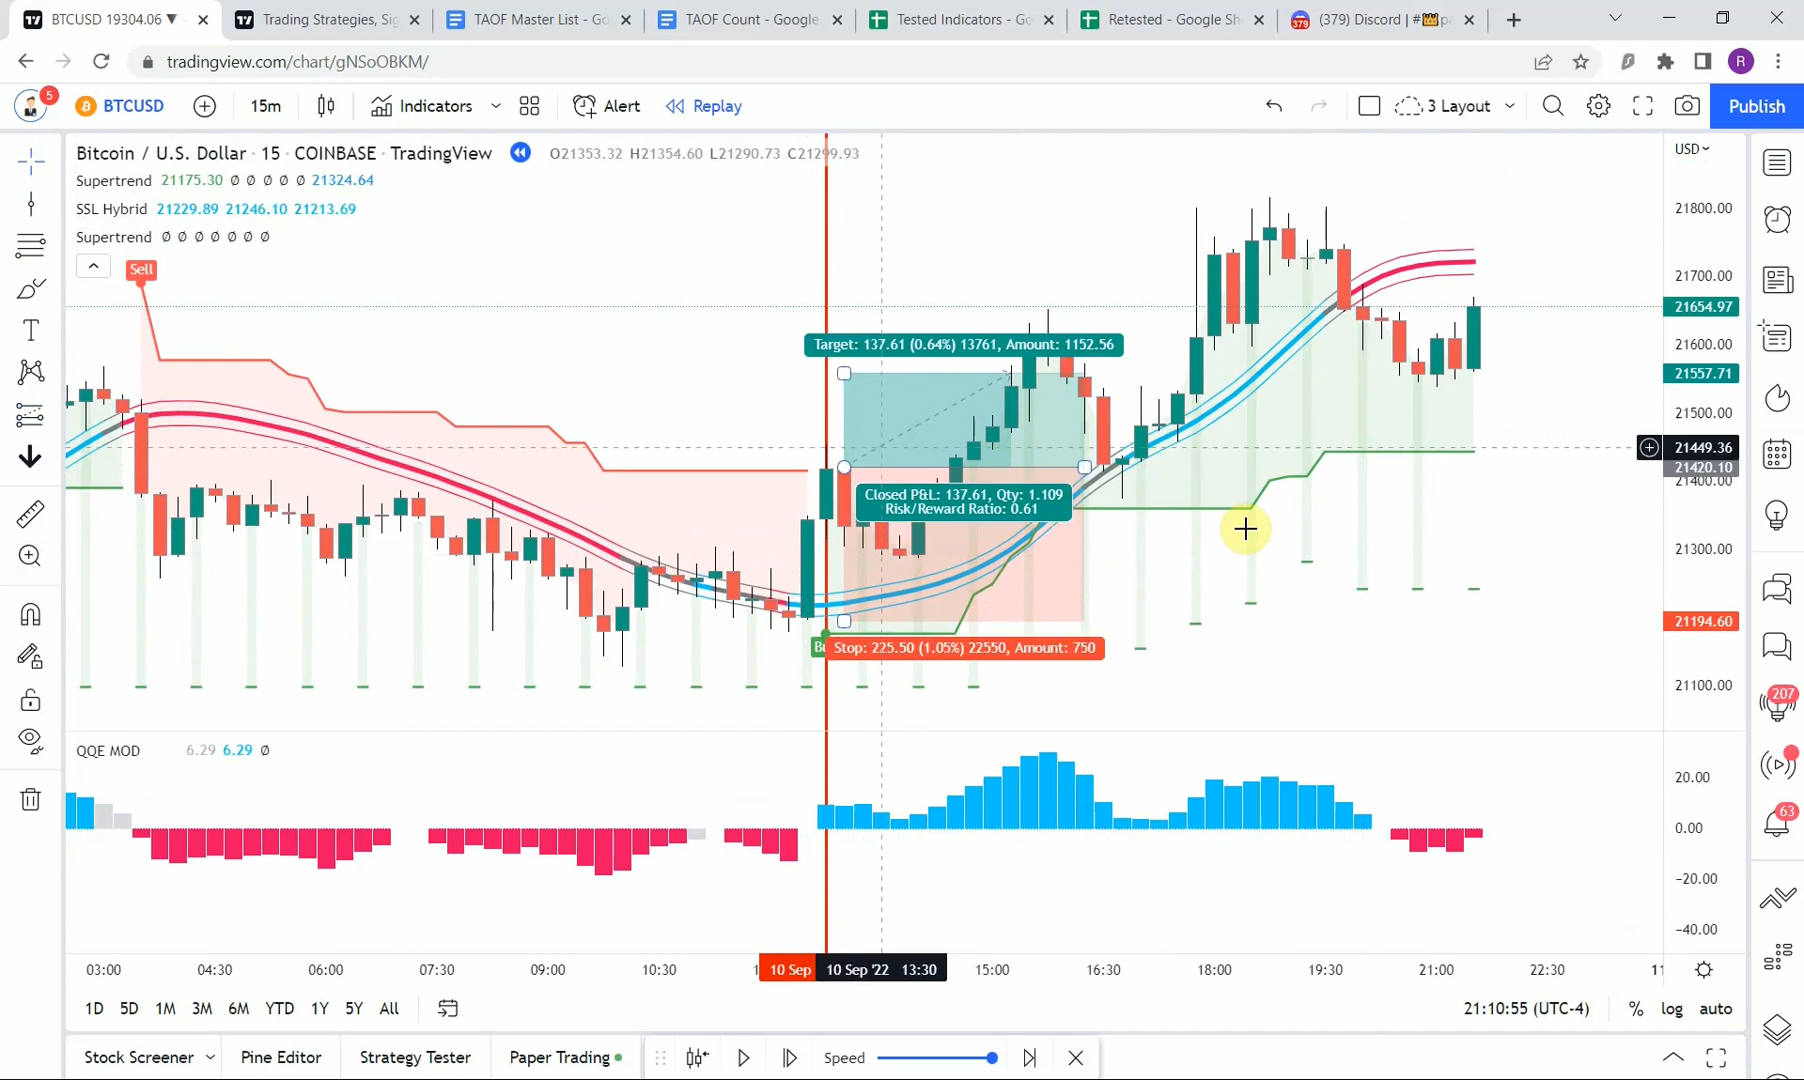 BTCUSD 19304.06 ▼
Trading Strategies, Sig
TAOF Master List - Go
TAOF Count - Google
Tested Indicators - Go
Retested - Google Sh
379
(379) Discord | #👑pa
tradingview.com/chart/gNSoOBKM/
R
5
BTCUSD
15m
Indicators
Alert
Replay
3 Layout
Publish
Bitcoin / U.S. Dollar · 15 · COINBASE · TradingView
O21353.32 H21354.60 L21290.73 C21299.93
USD
Supertrend 21175.30 ∅ ∅ ∅ ∅ ∅ 21324.64
SSL Hybrid 21229.89 21246.10 21213.69
Supertrend ∅ ∅ ∅ ∅ ∅ ∅ ∅
Sell
21800.00
21700.00
21654.97
21600.00
21557.71
21500.00
21449.36
21420.10
21400.00
21300.00
21194.60
21100.00
Target: 137.61 (0.64%) 13761, Amount: 1152.56
Closed P&L: 137.61, Qty: 1.109
Risk/Reward Ratio: 0.61
Stop: 225.50 (1.05%) 22550, Amount: 750
207
63
QQE MOD 6.29 6.29 ∅
20.00
0.00
−20.00
−40.00
03:00 04:30 06:00 07:30 09:00 10:30 10 Sep 10 Sep '22 13:30 15:00 16:30 18:00 19:30 21:00 22:30
1D 5D 1M 3M 6M YTD 1Y 5Y All
21:10:55 (UTC-4) % log auto
Stock Screener Pine Editor Strategy Tester Paper Trading Speed